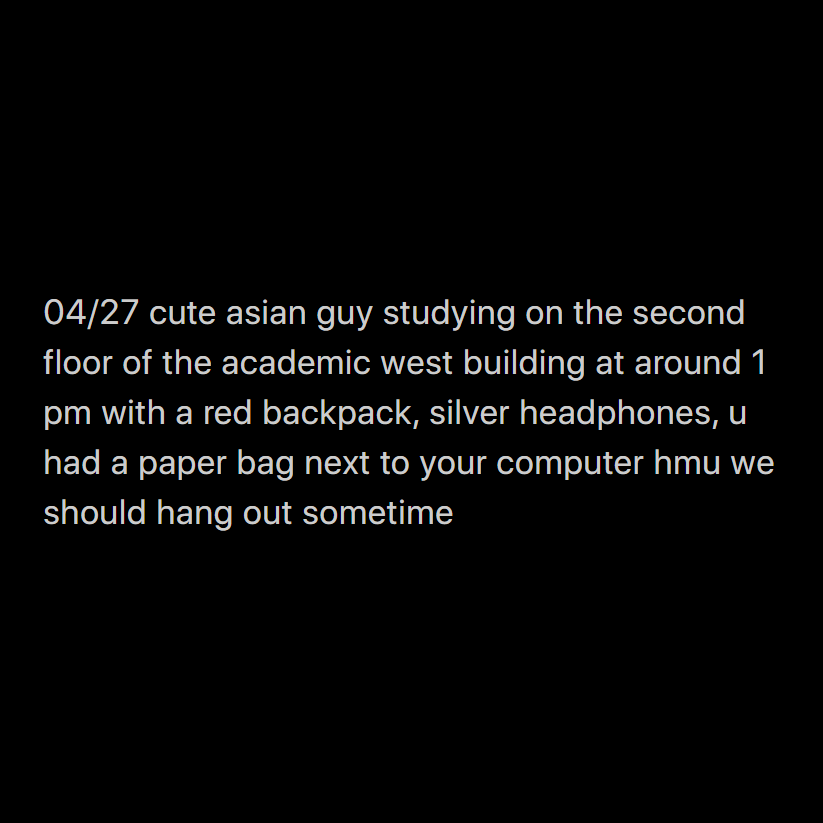 04/27 cute asian guy studying on the second
floor of the academic west building at around 1
pm with a red backpack, silver headphones, u
had a paper bag next to your computer hmu we
should hang out sometime